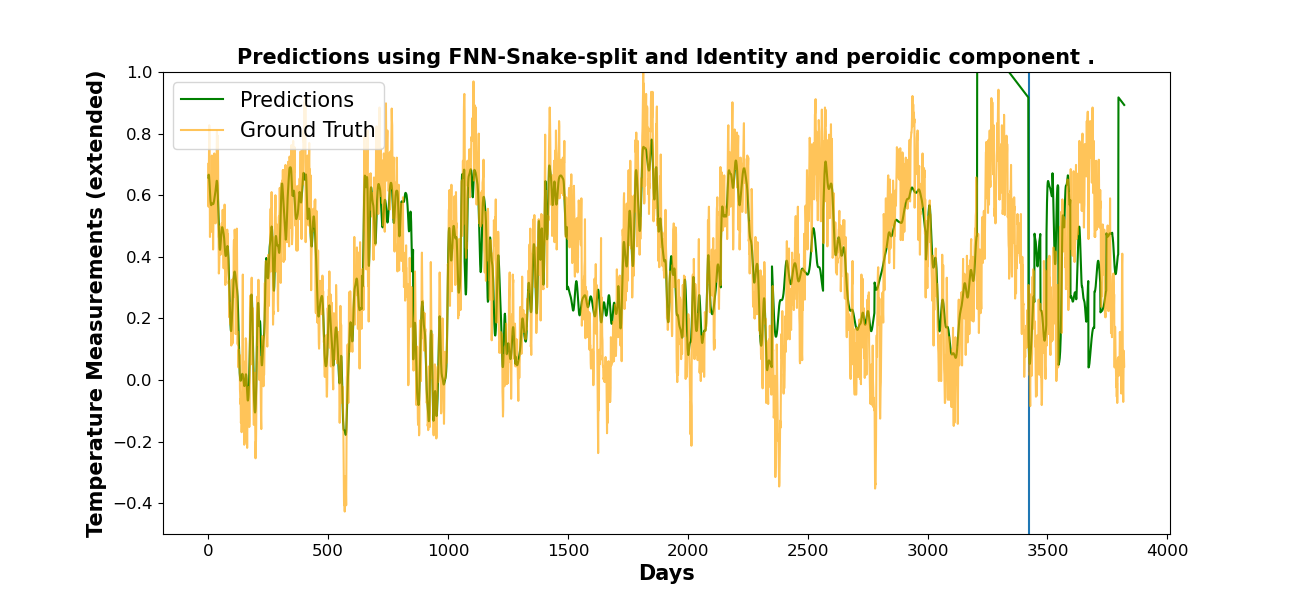 Predictions using FNN-Snake-split and Identity and peroidic component .
Temperature Measurements (extended)
1.0
0.8
0.6
0.4
0.2
0.0
−0.2
−0.4
Predictions
Ground Truth
0 500 1000 1500 2000 2500 3000 3500 4000
Days